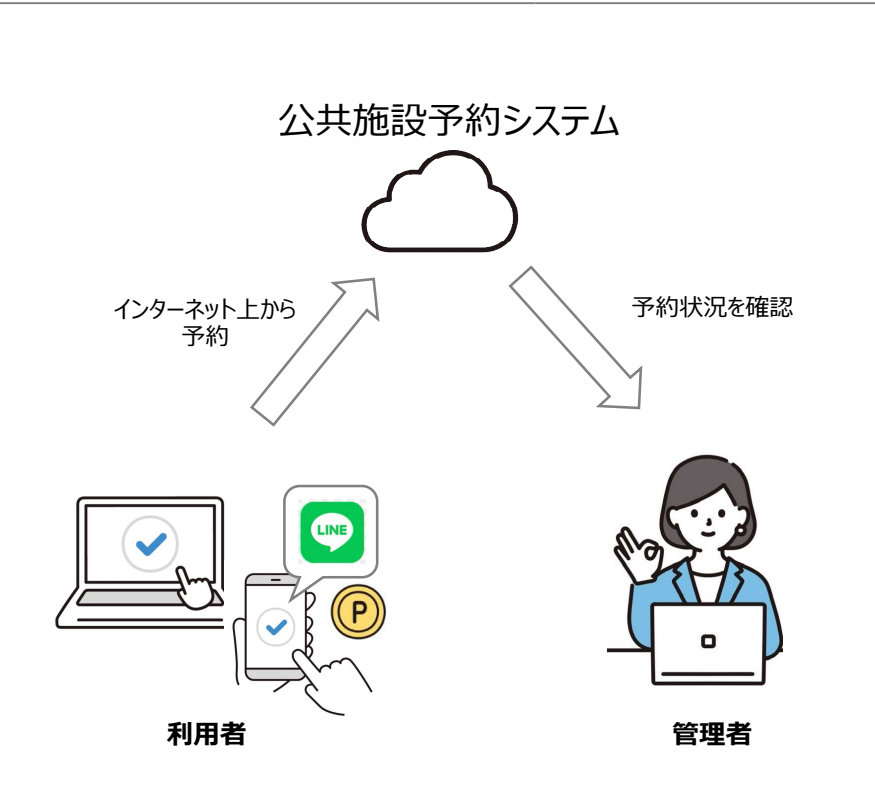 公共施設予約システム
インターネット上から
予約
予約状況を確認
LINE
P
利用者
管理者